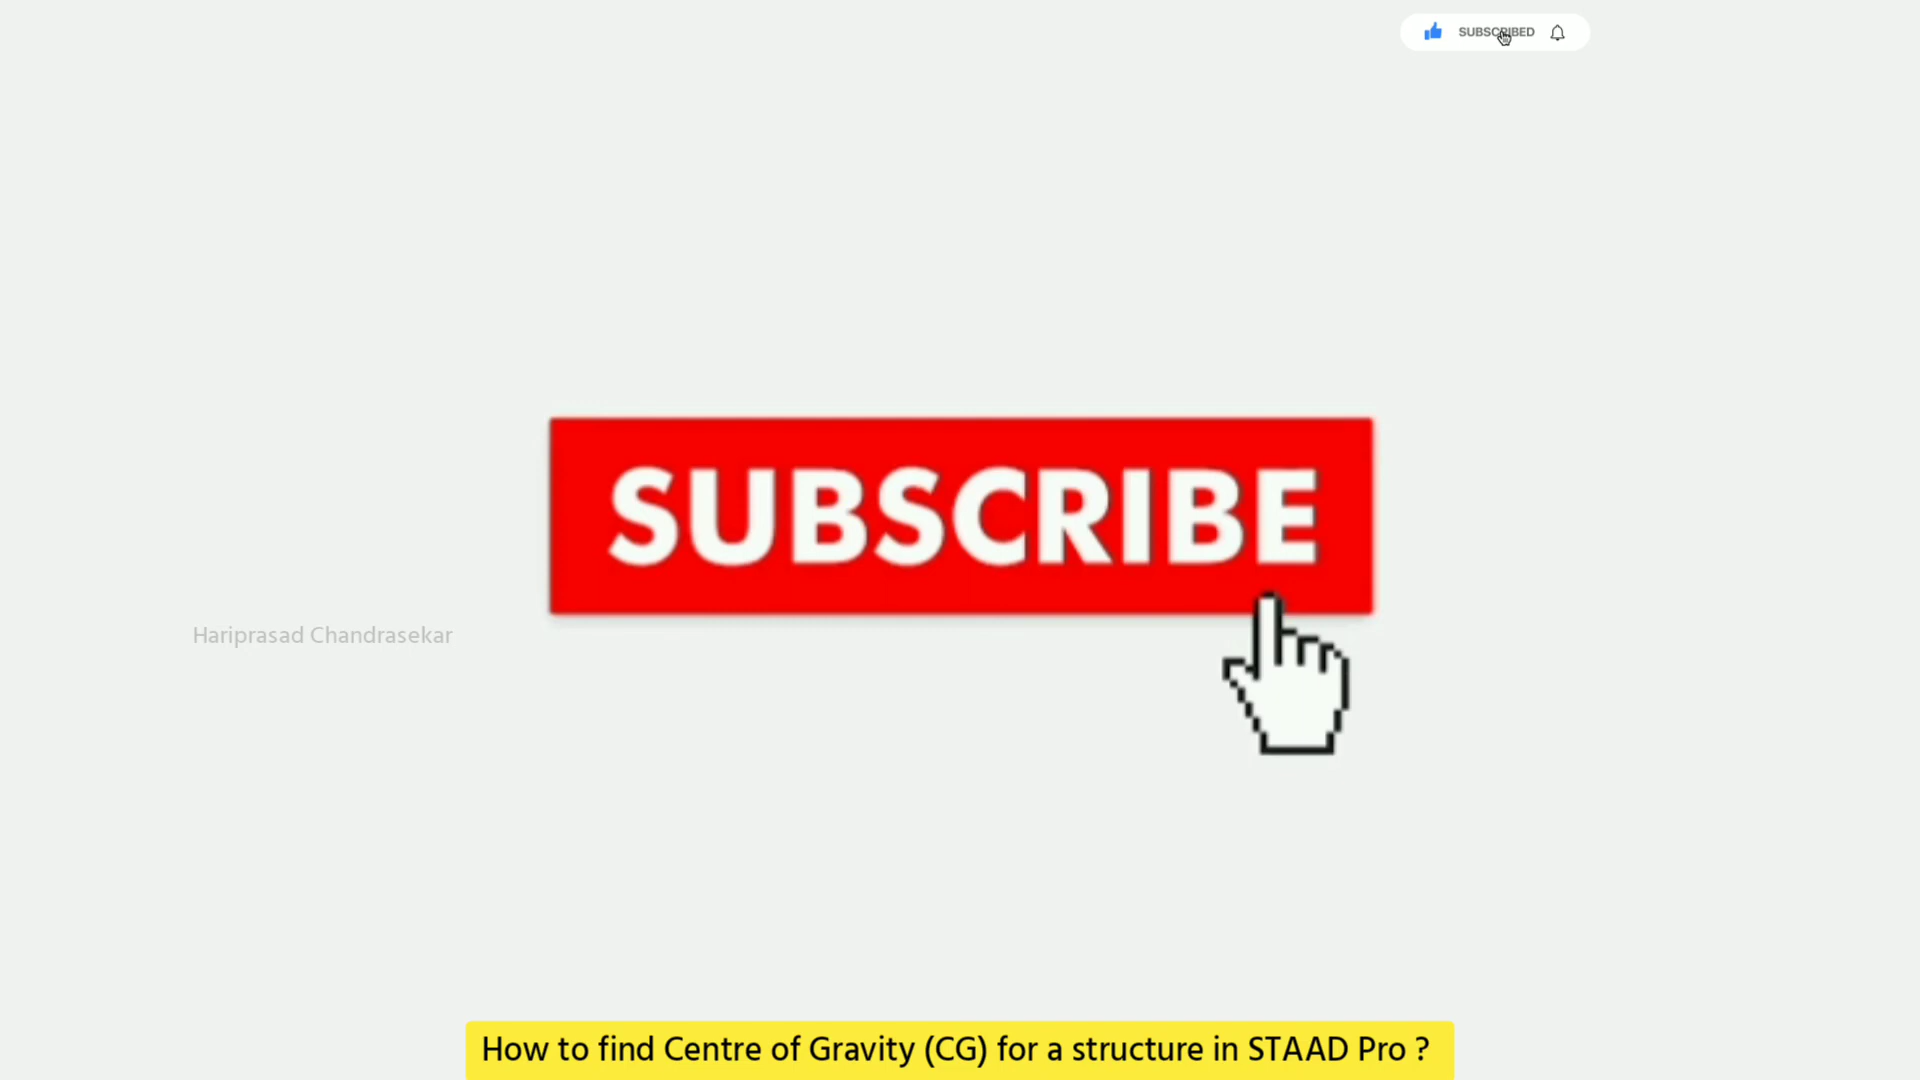 SUBSCRIBED
SUBSCRIBE
Hariprasad Chandrasekar
How to find Centre of Gravity (CG) for a structure in STAAD Pro ?